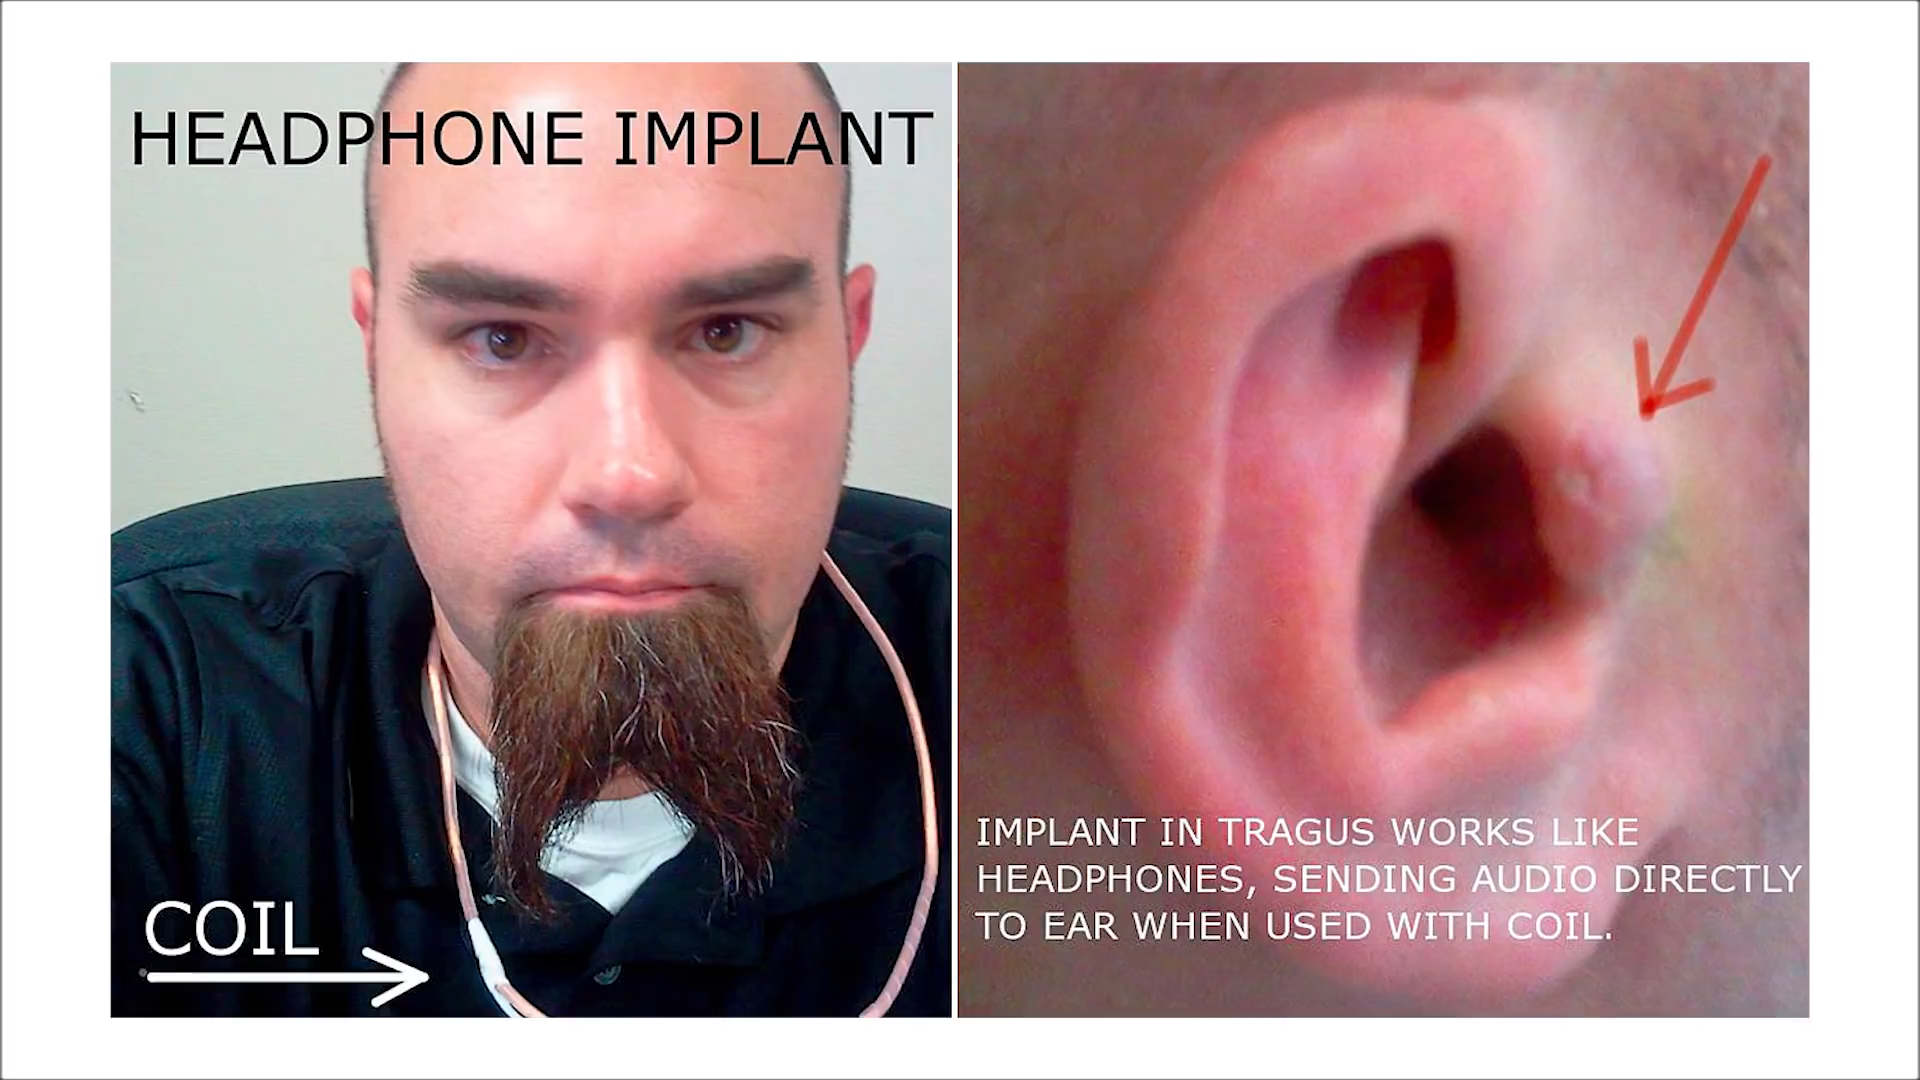 HEADPHONE IMPLANT
COIL
IMPLANT IN TRAGUS WORKS LIKE
HEADPHONES, SENDING AUDIO DIRECTLY
TO EAR WHEN USED WITH COIL.